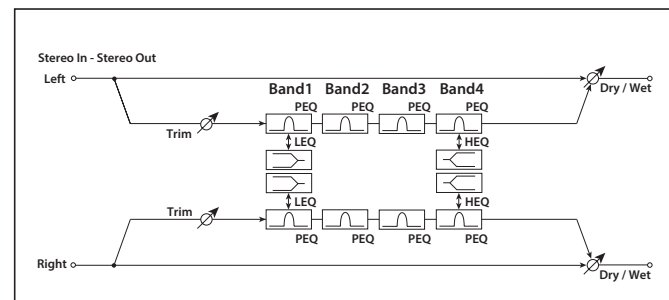 Stereo In - Stereo Out
Left
Band1 Band2 Band3 Band4
Dry / Wet
PEQ PEQ PEQ PEQ
Trim
LEQ HEQ
LEQ HEQ
Trim
PEQ PEQ PEQ PEQ
Right
Dry / Wet